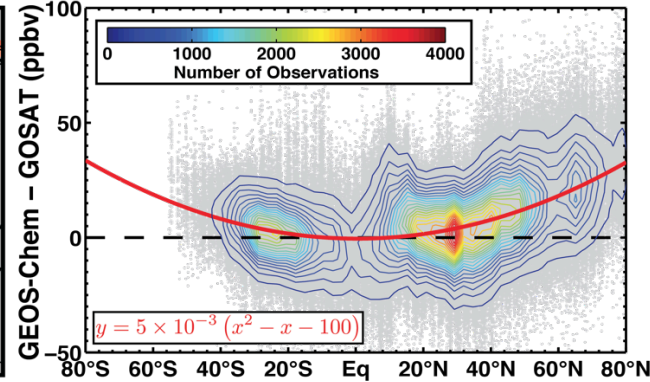 100
50
0
−50
GEOS-Chem − GOSAT (ppbv)
0 1000 2000 3000 4000
Number of Observations
y = 5 × 10⁻³ (x² − x − 100)
80°S 60°S 40°S 20°S Eq 20°N 40°N 60°N 80°N